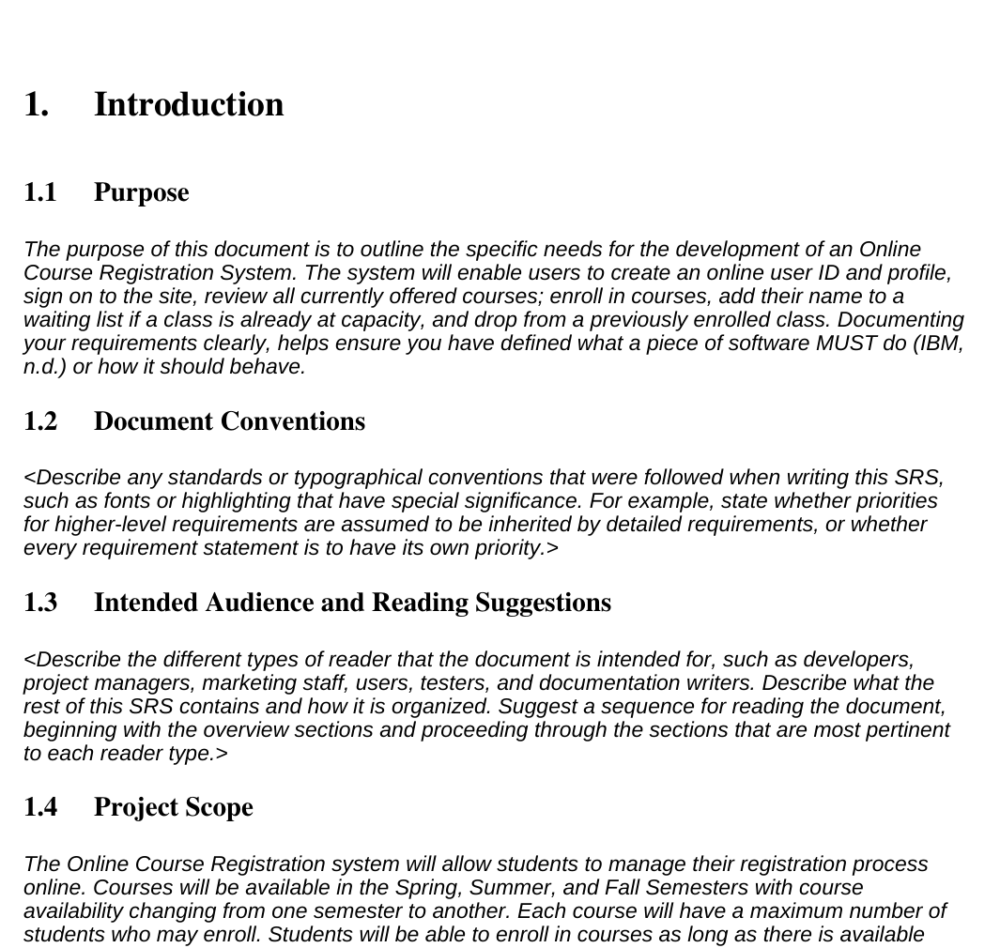 1. Introduction
1.1 Purpose
The purpose of this document is to outline the specific needs for the development of an Online
Course Registration System. The system will enable users to create an online user ID and profile,
sign on to the site, review all currently offered courses; enroll in courses, add their name to a
waiting list if a class is already at capacity, and drop from a previously enrolled class. Documenting
your requirements clearly, helps ensure you have defined what a piece of software MUST do (IBM,
n.d.) or how it should behave.
1.2 Document Conventions
<Describe any standards or typographical conventions that were followed when writing this SRS,
such as fonts or highlighting that have special significance. For example, state whether priorities
for higher-level requirements are assumed to be inherited by detailed requirements, or whether
every requirement statement is to have its own priority.>
1.3 Intended Audience and Reading Suggestions
<Describe the different types of reader that the document is intended for, such as developers,
project managers, marketing staff, users, testers, and documentation writers. Describe what the
rest of this SRS contains and how it is organized. Suggest a sequence for reading the document,
beginning with the overview sections and proceeding through the sections that are most pertinent
to each reader type.>
1.4 Project Scope
The Online Course Registration system will allow students to manage their registration process
online. Courses will be available in the Spring, Summer, and Fall Semesters with course
availability changing from one semester to another. Each course will have a maximum number of
students who may enroll. Students will be able to enroll in courses as long as there is available